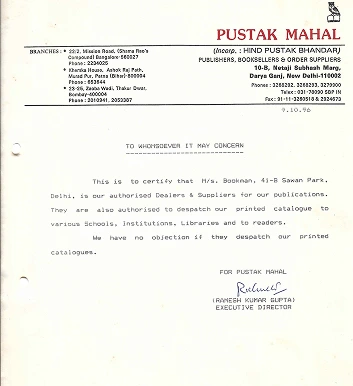 PUSTAK MAHAL
(Incorp. : HIND PUSTAK BHANDAR)
PUBLISHERS, BOOKSELLERS & ORDER SUPPLIERS
10-B, Netaji Subhash Marg,
Darya Ganj, New Delhi-110002
Phones : 3268292, 3268293, 3279900
Telex : 031-78090 SBP IN
Fax : 91-11-3280518 & 2924673
BRANCHES : • 22/2, Mission Road, (Shama Rao's
Compound) Bangalore-560027
Phone : 2234025
• Khemka House, Ashok Raj Path,
Murad Pur, Patna (Bihar)-800004
Phone : 653644
• 23-25, Zaoba Wadi, Thakur Dwar,
Bombay-400004
Phone : 2010941, 2053387
9.10.96
TO WHOMSOEVER IT MAY CONCERN
This is to certify that M/s. Bookman, 41-B Sawan Park,
Delhi, is our authorised Dealers & Suppliers for our publications.
They are also authorised to despatch our printed catalogue to
various Schools, Institutions, Libraries and to readers.
We have no objection if they despatch our printed
catalogues.
FOR PUSTAK MAHAL
(RAMESH KUMAR GUPTA)
EXECUTIVE DIRECTOR